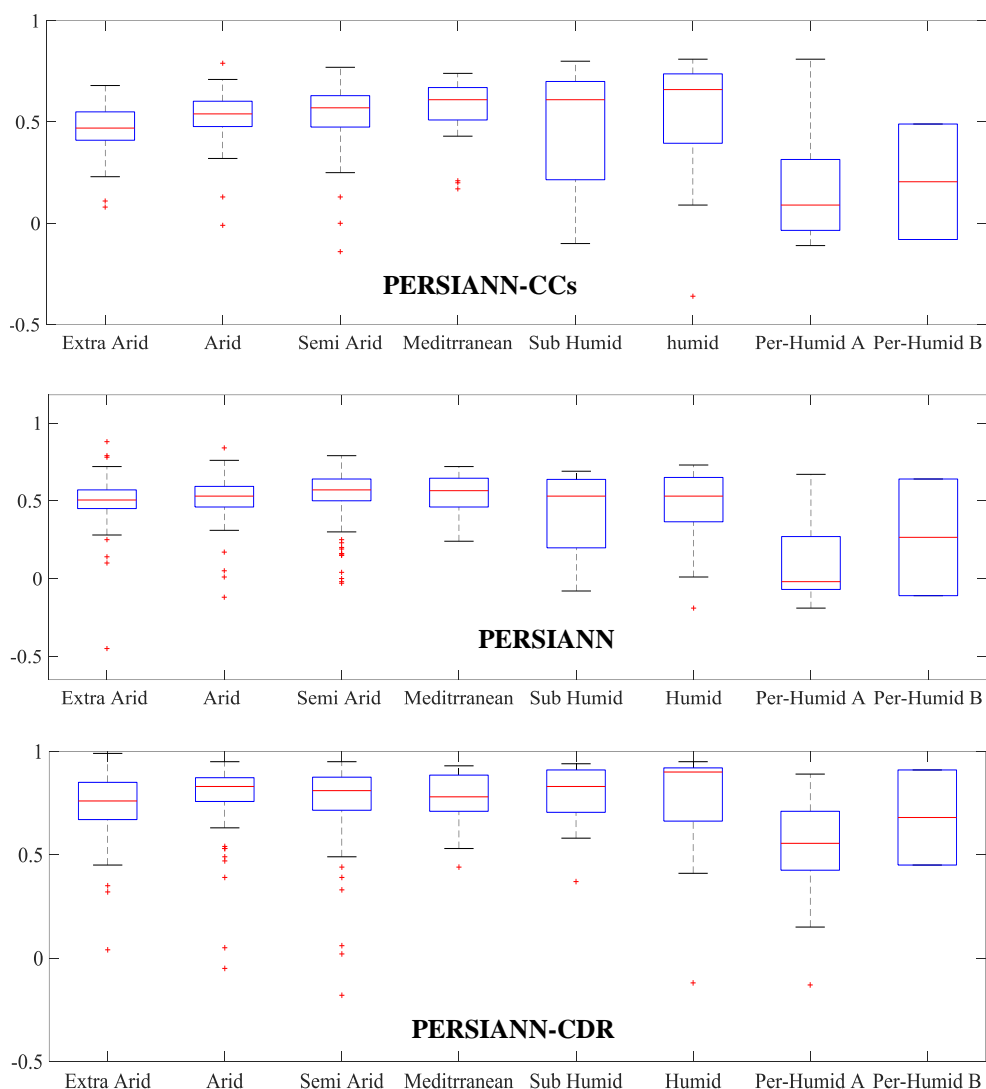 1
0.5
0
-0.5
PERSIANN-CCs
Extra Arid Arid Semi Arid Meditrranean Sub Humid humid Per-Humid A Per-Humid B
1
0.5
0
-0.5
PERSIANN
Extra Arid Arid Semi Arid Meditrranean Sub Humid Humid Per-Humid A Per-Humid B
1
0.5
0
-0.5
PERSIANN-CDR
Extra Arid Arid Semi Arid Meditrranean Sub Humid Humid Per-Humid A Per-Humid B